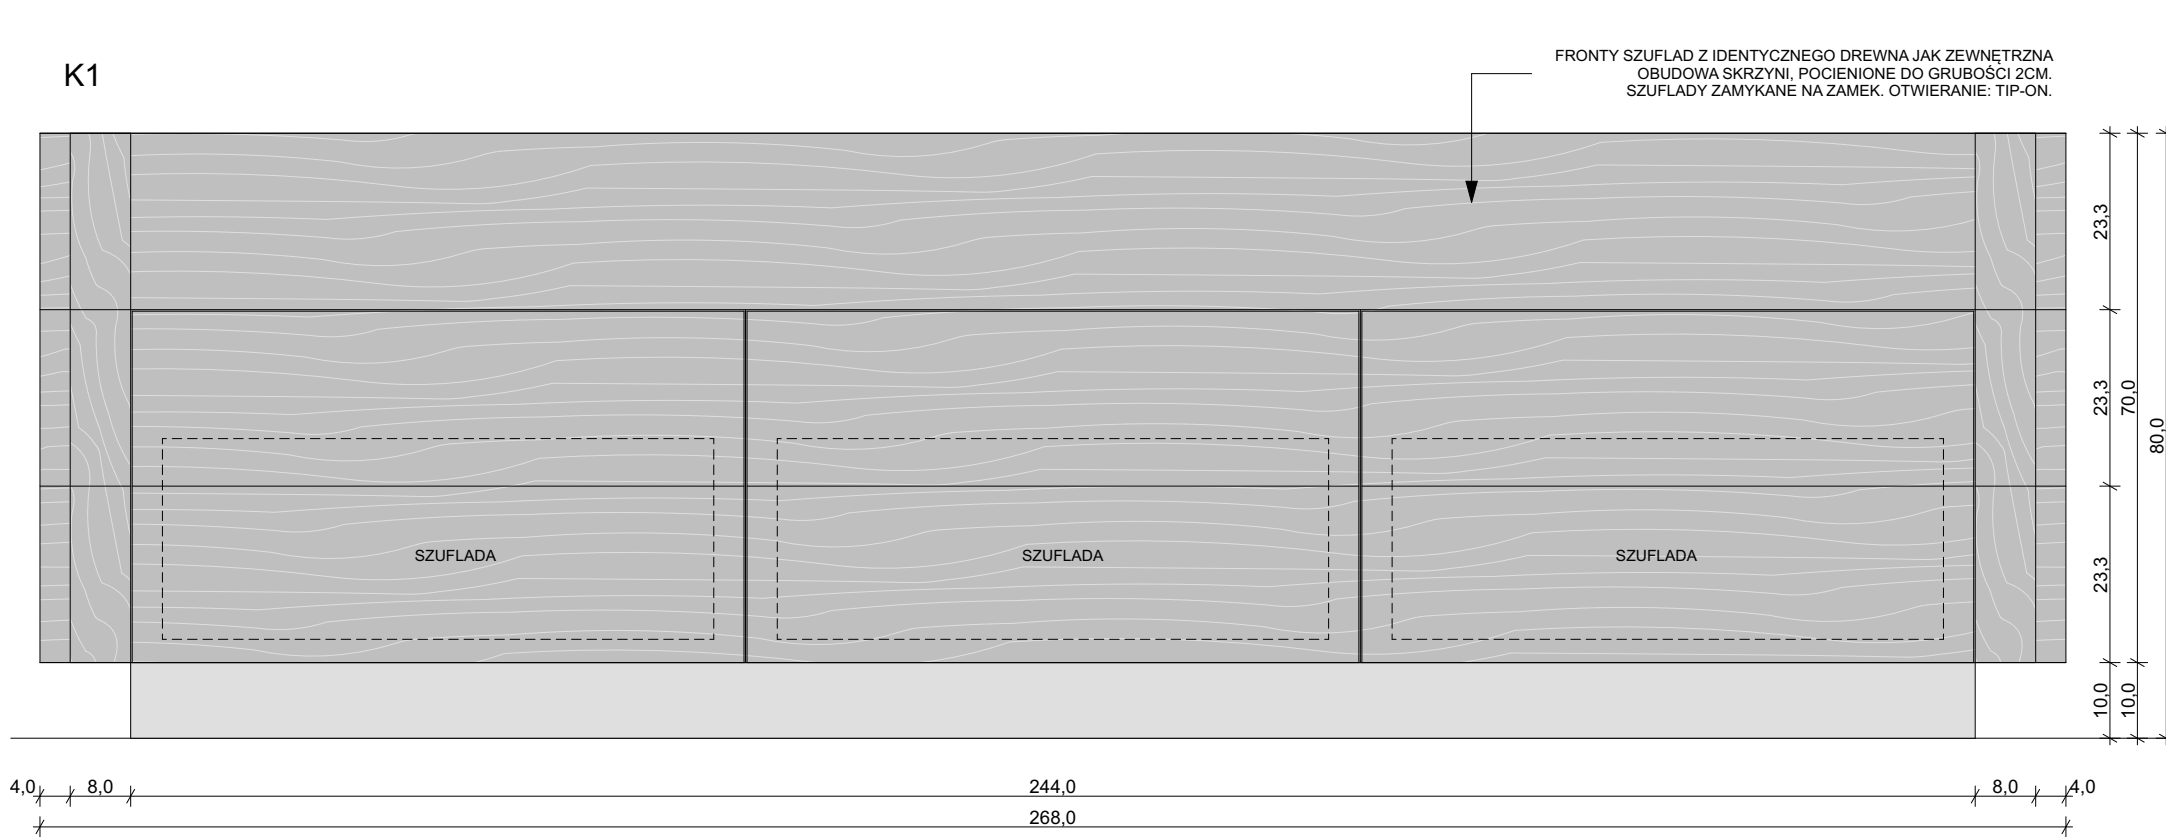 K1
FRONTY SZUFLAD Z IDENTYCZNEGO DREWNA JAK ZEWNĘTRZNA
OBUDOWA SKRZYNI, POCIENIONE DO GRUBOŚCI 2CM.
SZUFLADY ZAMYKANE NA ZAMEK. OTWIERANIE: TIP-ON.
23,3
23,3
70,0
80,0
SZUFLADA
SZUFLADA
SZUFLADA
23,3
10,0
10,0
4,0
8,0
244,0
8,0
4,0
268,0